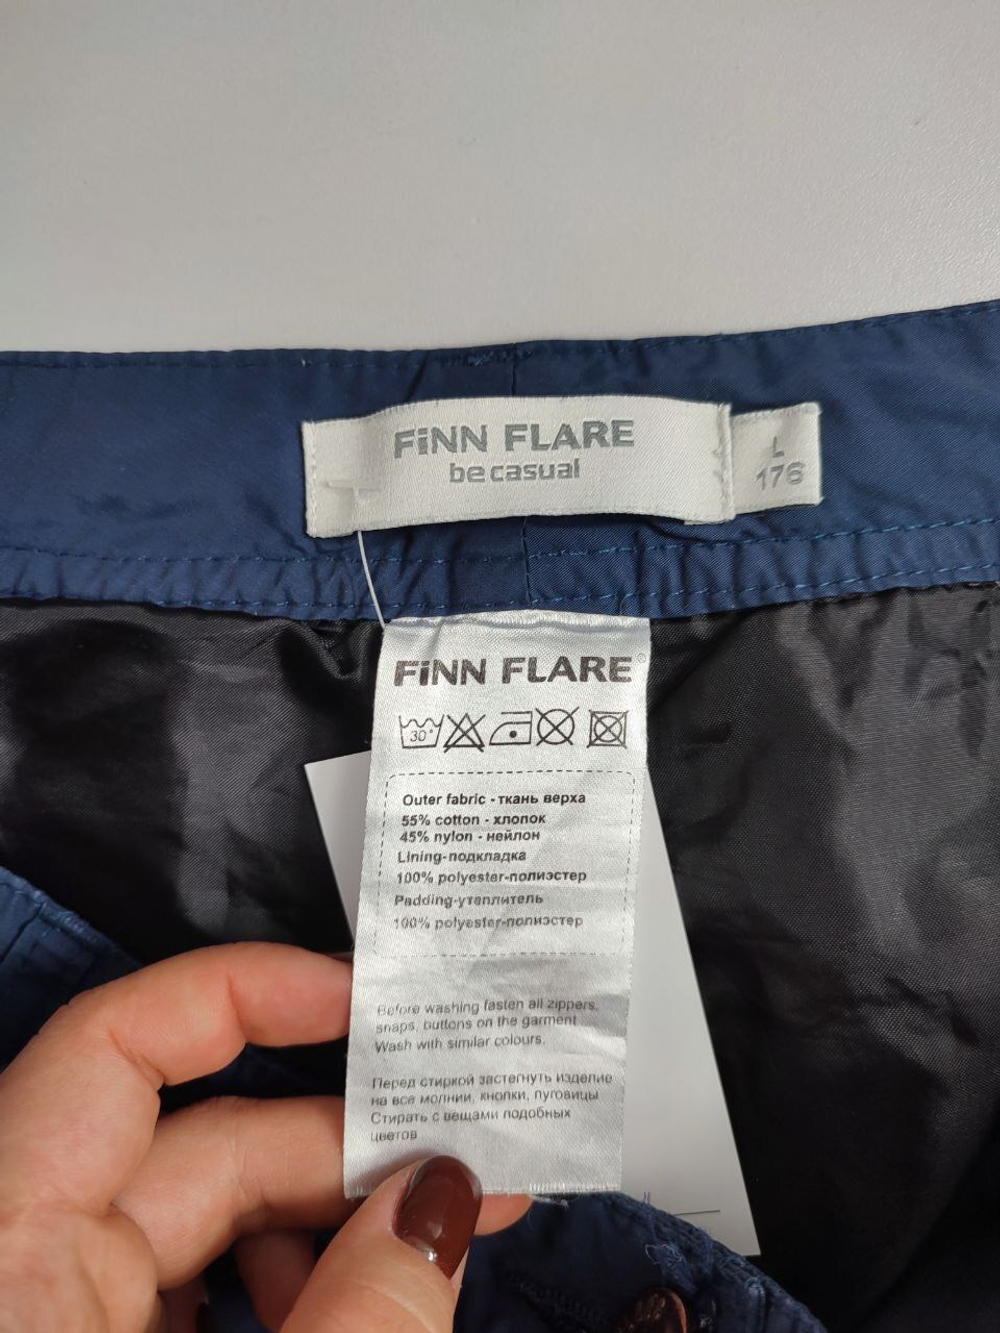 FiNN FLARE
be casual
L
176
FiNN FLARE®
30°
Outer fabric - ткань верха
55% cotton - хлопок
45% nylon - нейлон
Lining-подкладка
100% polyester-полиэстер
Padding-утеплитель
100% polyester-полиэстер
Before washing fasten all zippers,
snaps, buttons on the garment
Wash with similar colours.
Перед стиркой застегнуть изделие
на все молнии, кнопки, пуговицы
Стирать с вещами подобных
цветов